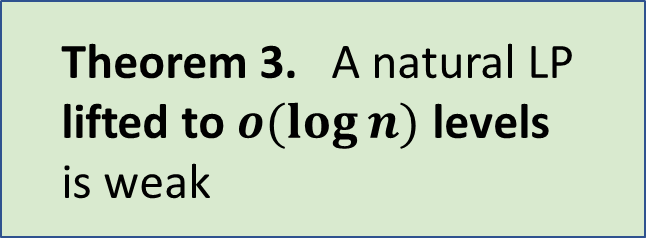 Theorem 3. A natural LP
lifted to o(log n) levels
is weak